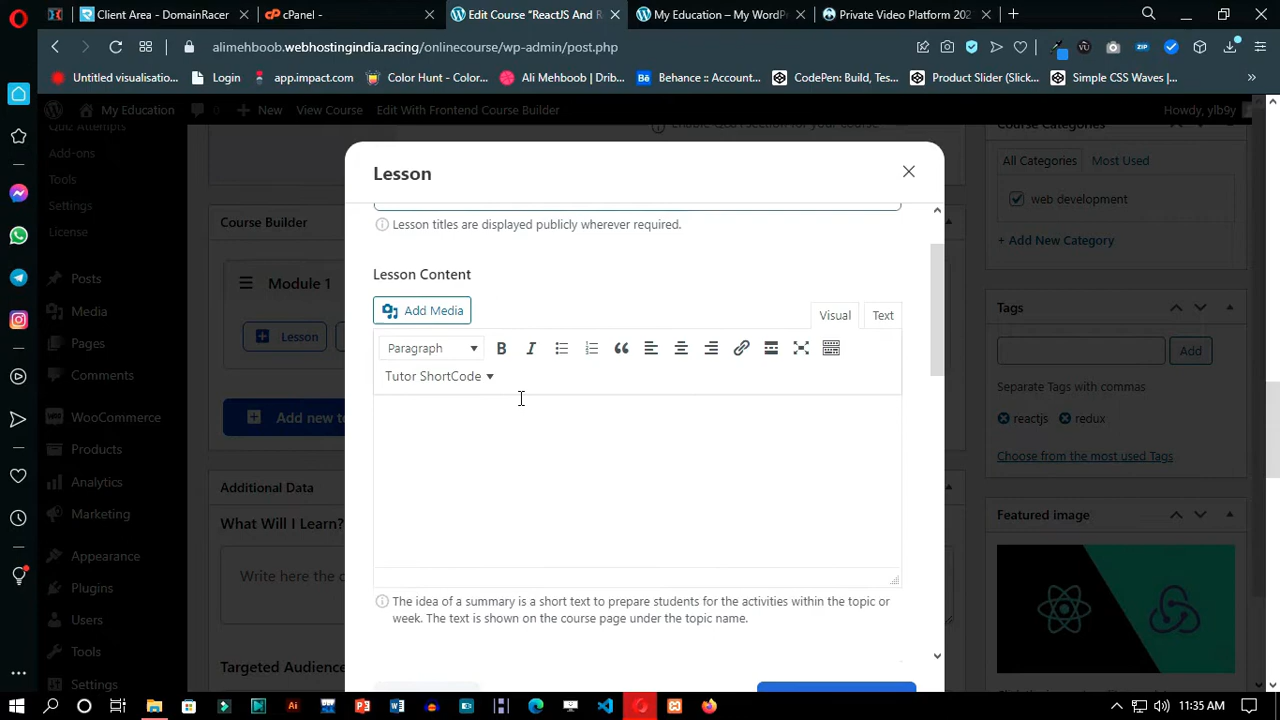 Client Area - DomainRacer
cPanel -
Edit Course "ReactJS And R
My Education – My WordP
Private Video Platform 202
alimehboob.webhostingindia.racing/onlinecourse/wp-admin/post.php
Untitled visualisatio...
Login
app.impact.com
Color Hunt - Color...
Ali Mehboob | Drib...
Behance :: Account...
CodePen: Build, Tes...
Product Slider (Slick...
Simple CSS Waves |...
My Education
0
New
View Course
Edit With Frontend Course Builder
Howdy, ylb9y
Quiz Attempts
Add-ons
Tools
Settings
License
Posts
Media
Pages
Comments
WooCommerce
Products
Analytics
Marketing
Appearance
Plugins
Users
Tools
Settings
Course Builder
Module 1
Lesson
Add new to
Additional Data
What Will I Learn?
Write here the c
Targeted Audien
Lesson
Lesson titles are displayed publicly wherever required.
Lesson Content
Add Media
Visual
Text
Paragraph
Tutor ShortCode
The idea of a summary is a short text to prepare students for the activities within the topic or
week. The text is shown on the course page under the topic name.
Course Categories
All Categories
Most Used
web development
+ Add New Category
Tags
Add
Separate Tags with commas
reactjs
redux
Choose from the most used Tags
Featured image
11:35 AM